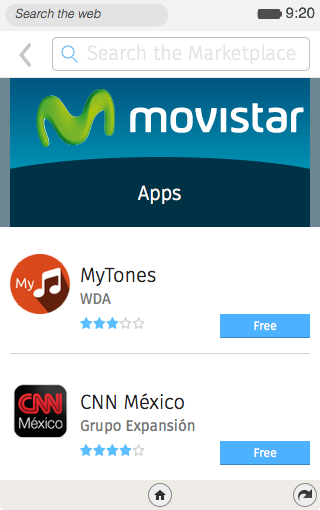 Search the web
9:20
Search the Marketplace
movistar
Apps
My
MyTones
WDA
Free
CNN
México
CNN México
Grupo Expansión
Free